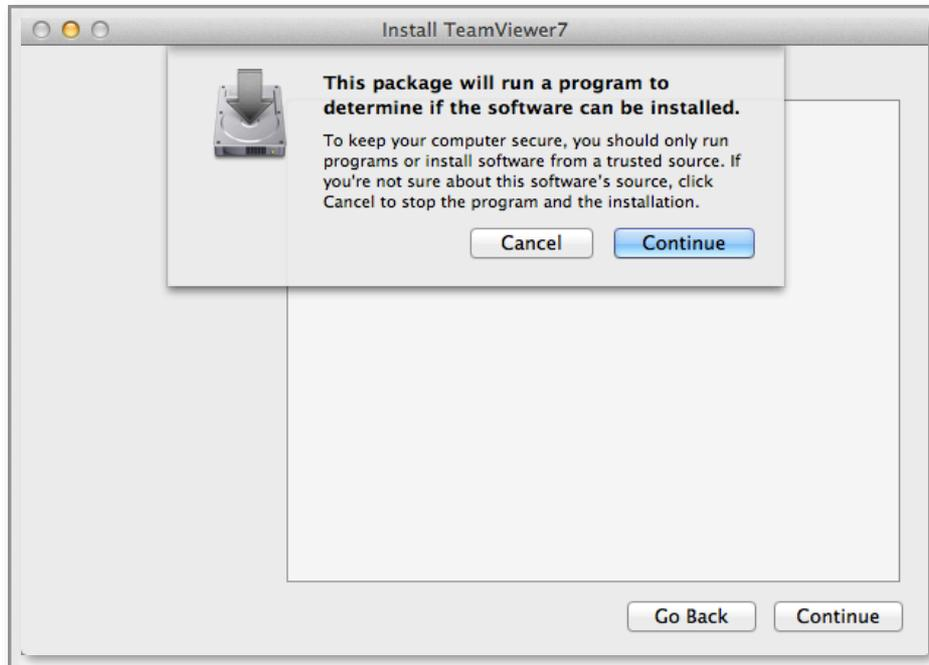 Install TeamViewer7
This package will run a program to
determine if the software can be installed.
To keep your computer secure, you should only run
programs or install software from a trusted source. If
you're not sure about this software's source, click
Cancel to stop the program and the installation.
Cancel
Continue
Go Back
Continue